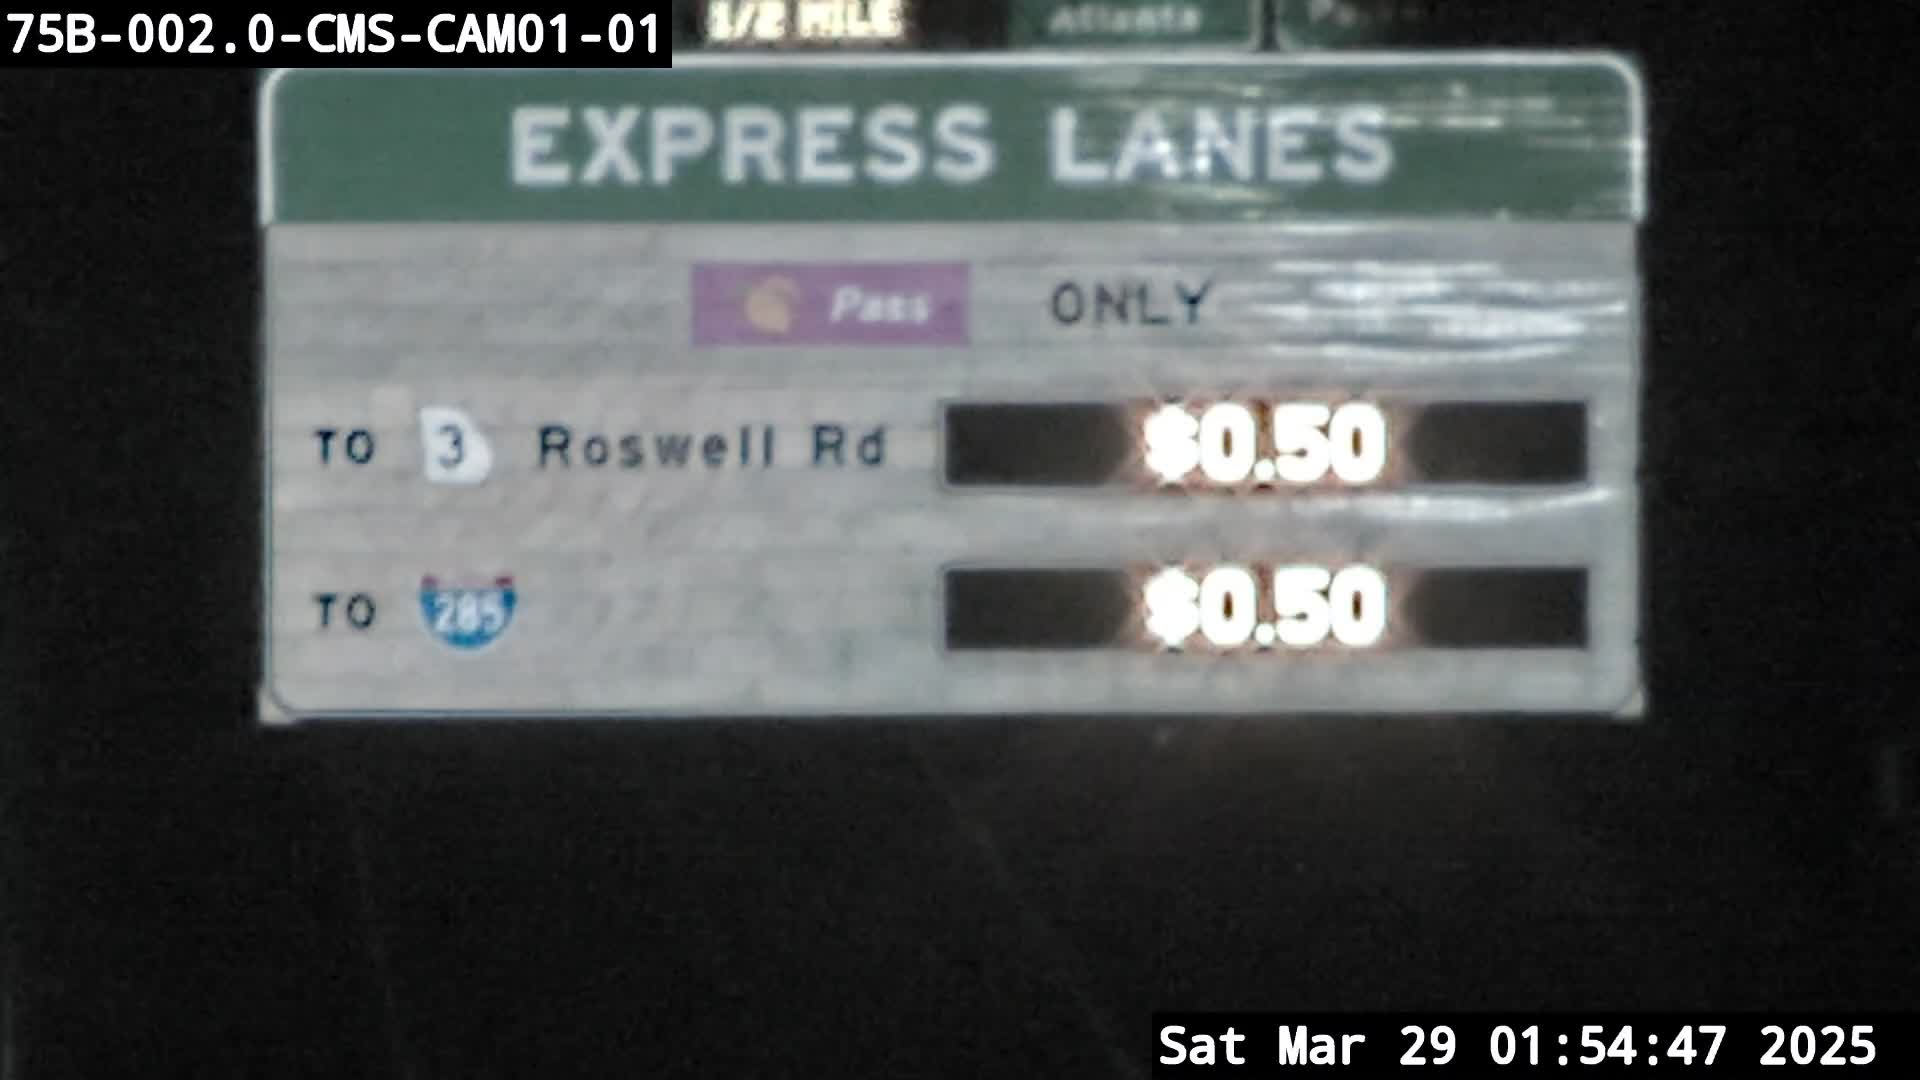 75B-002.0-CMS-CAM01-01
1/2 MILE
Atlanta
EXPRESS LANES
Pass ONLY
TO 3 Roswell Rd $0.50
TO 285 $0.50
Sat Mar 29 01:54:47 2025